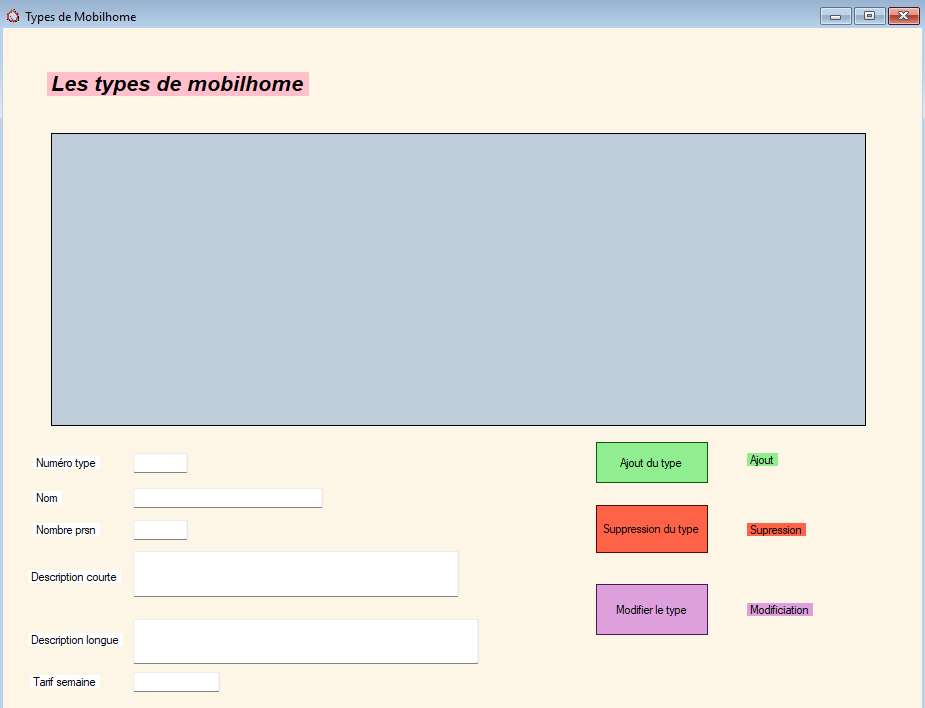 Types de Mobilhome
Les types de mobilhome
Numéro type
Ajout du type
Ajout
Nom
Nombre prsn
Suppression du type
Supression
Description courte
Modifier le type
Modificiation
Description longue
Tarif semaine